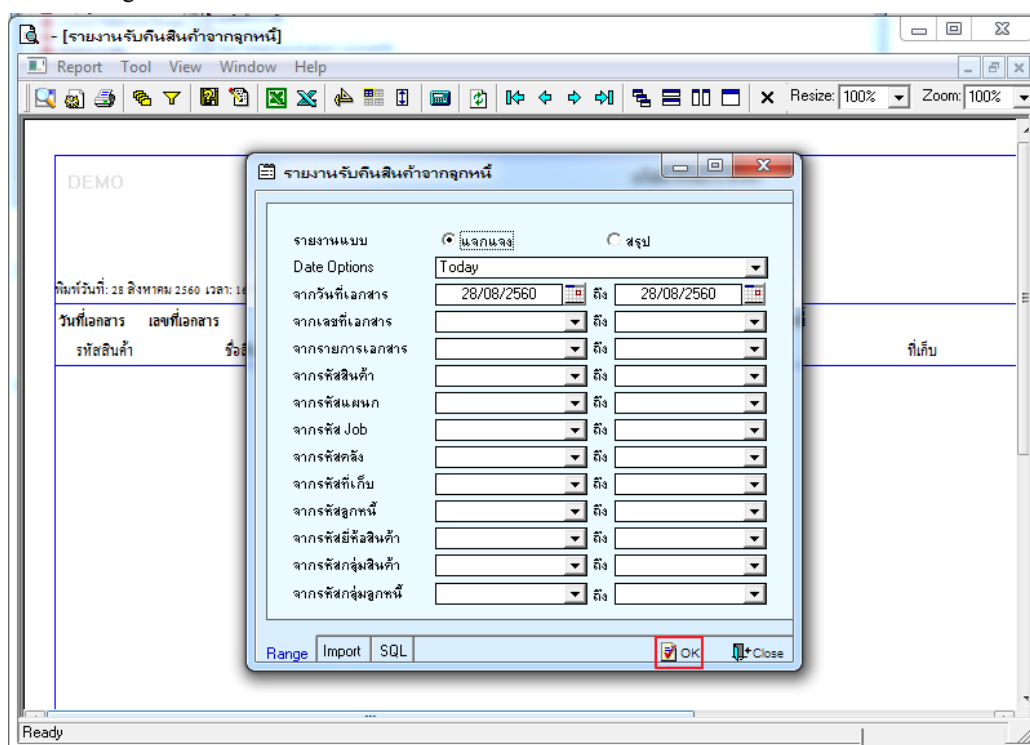 - [รายงานรับคืนสินค้าจากลูกหนี้]
Report Tool View Window Help
Resize: 100% Zoom: 100%
DEMO
พิมพ์วันที่: 28 สิงหาคม 2560 เวลา: 16
วันที่เอกสาร เลขที่เอกสาร
รหัสสินค้า ที่เก็บ
รายงานรับคืนสินค้าจากลูกหนี้
รายงานแบบ แจกแจง สรุป
Date Options Today
จากวันที่เอกสาร 28/08/2560 ถึง 28/08/2560
จากเลขที่เอกสาร ถึง
จากรายการเอกสาร ถึง
จากรหัสสินค้า ถึง
จากรหัสแผนก ถึง
จากรหัส Job ถึง
จากรหัสคลัง ถึง
จากรหัสที่เก็บ ถึง
จากรหัสลูกหนี้ ถึง
จากรหัสยี่ห้อสินค้า ถึง
จากรหัสกลุ่มสินค้า ถึง
จากรหัสกลุ่มลูกหนี้ ถึง
Range Import SQL OK Close
Ready